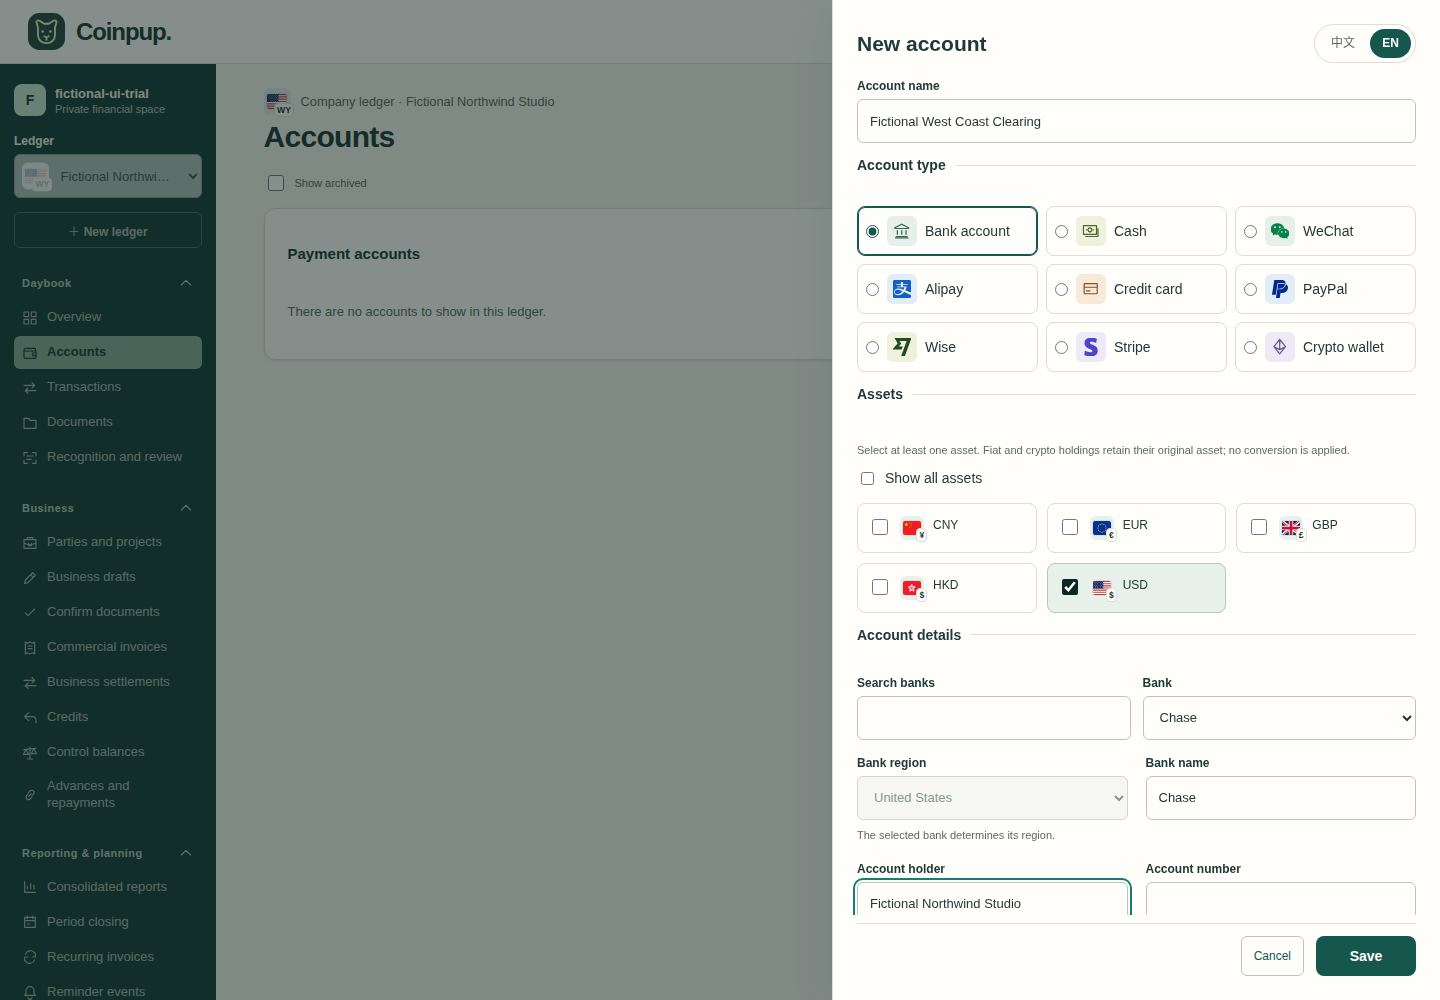 Coinpup.
F
fictional-ui-trial
Private financial space
Ledger
WY
Fictional Northwi...
+ New ledger
Daybook
Overview
Accounts
Transactions
Documents
Recognition and review
Business
Parties and projects
Business drafts
Confirm documents
Commercial invoices
Business settlements
Credits
Control balances
Advances and
repayments
Reporting & planning
Consolidated reports
Period closing
Recurring invoices
Reminder events
WY
Company ledger · Fictional Northwind Studio
Accounts
Show archived
Payment accounts
There are no accounts to show in this ledger.
New account
中文 EN
Account name
Fictional West Coast Clearing
Account type
Bank account
Cash
WeChat
支
Alipay
Credit card
PayPal
Wise
Stripe
Crypto wallet
Assets
Select at least one asset. Fiat and crypto holdings retain their original asset; no conversion is applied.
Show all assets
¥ CNY
€ EUR
£ GBP
$ HKD
$ USD
Account details
Search banks
Bank
Chase
Bank region
Bank name
United States
Chase
The selected bank determines its region.
Account holder
Account number
Fictional Northwind Studio
Cancel
Save